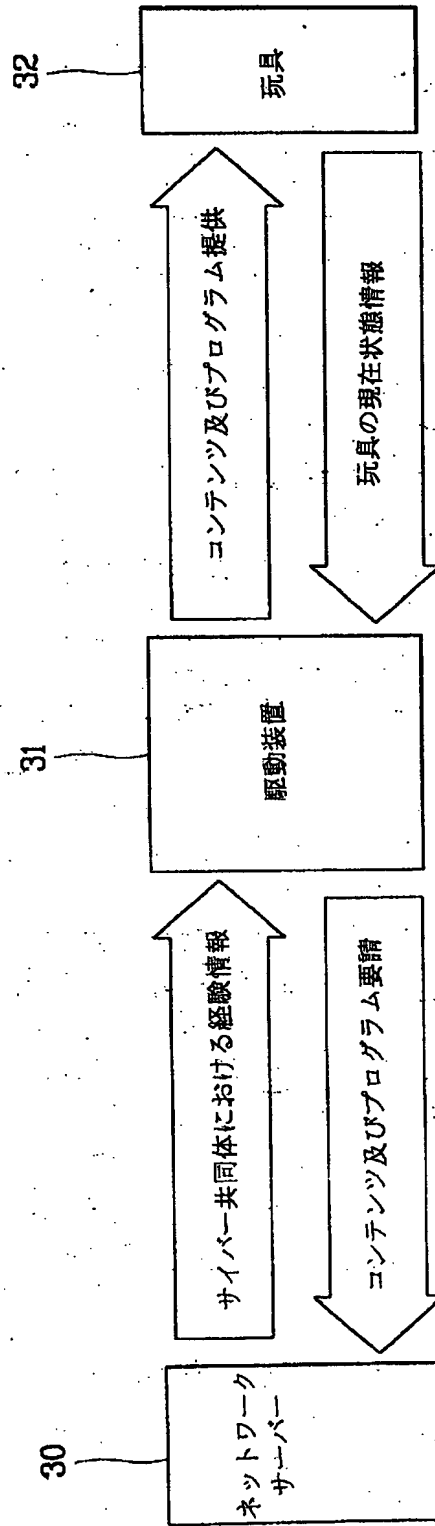 30
ネットワーク
サーバー
サイバー共同体における経験情報
コンテンツ及びプログラム要請
31
駆動装置
コンテンツ及びプログラム提供
玩具の現在状態情報
32
玩具